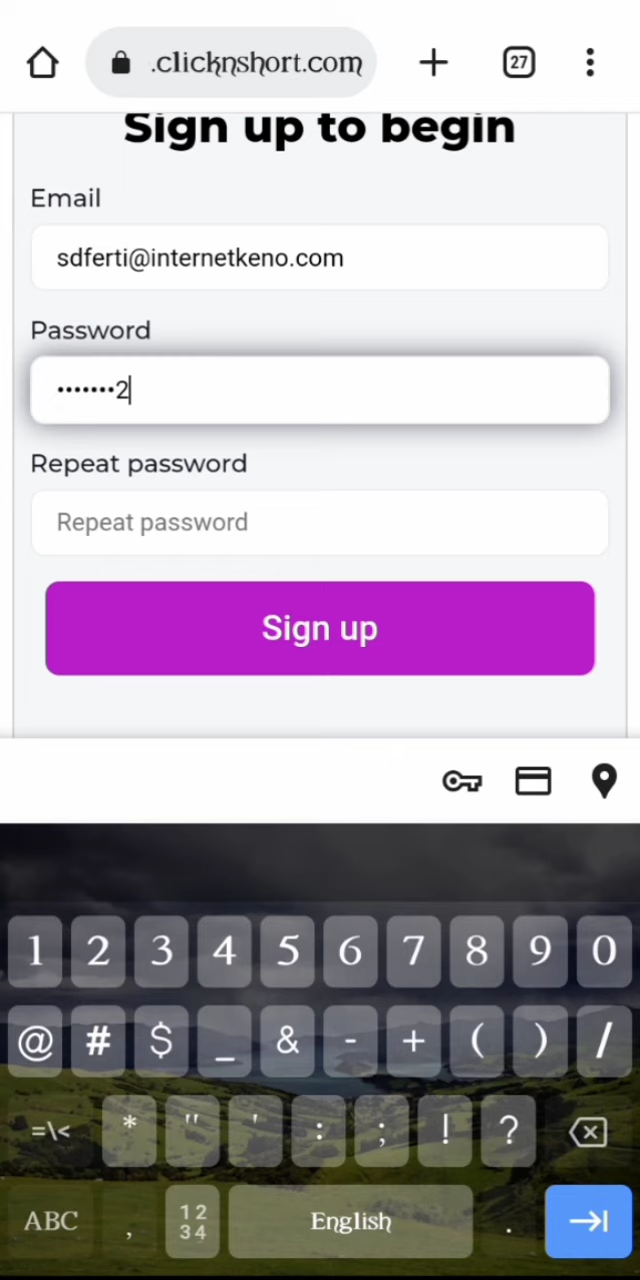 .clicknshort.com
27
Sign up to begin
Email
sdferti@internetkeno.com
Password
•••••••2
Repeat password
Repeat password
Sign up
1 2 3 4 5 6 7 8 9 0
@ # $ _ & - + ( ) /
=\< * " ' : ; ! ?
ABC , 12 34 English .